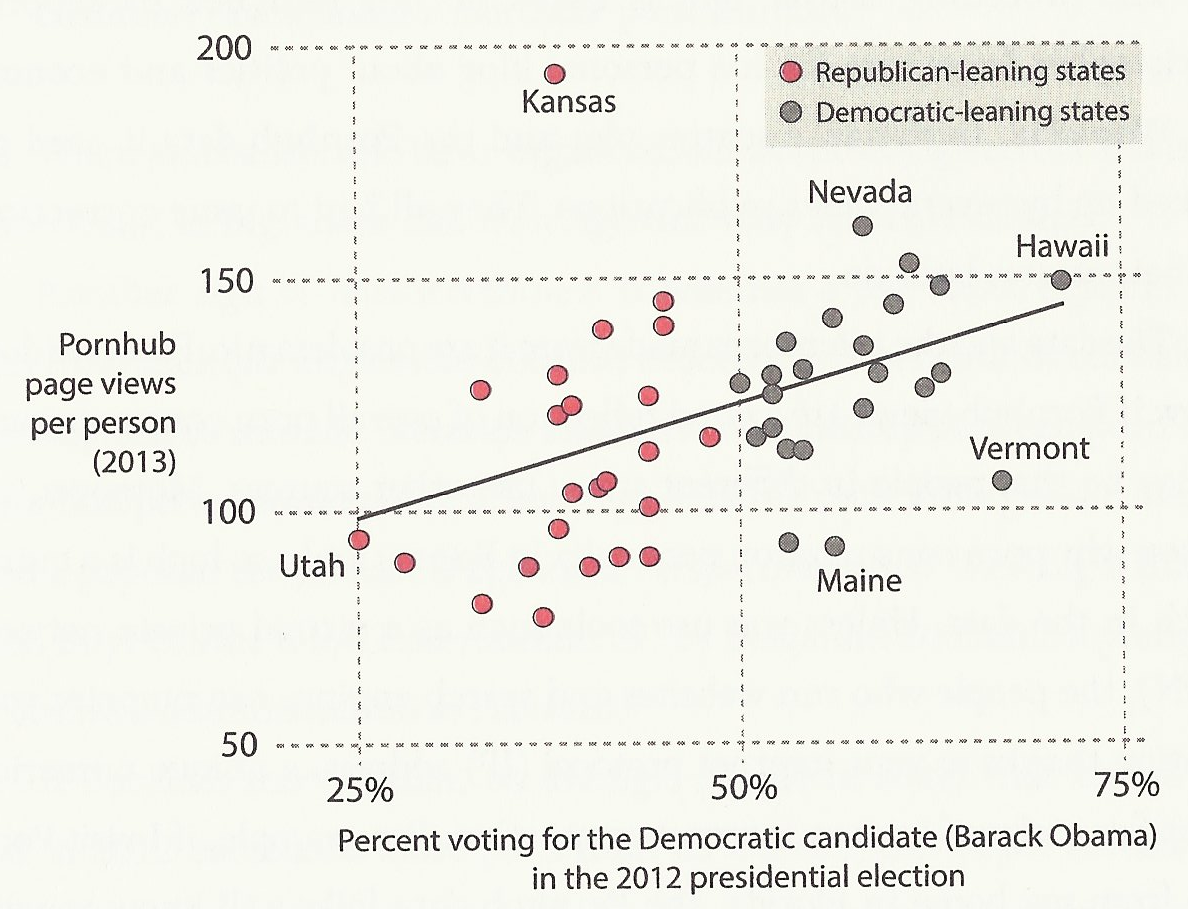 200
Kansas
Republican-leaning states
Democratic-leaning states
Nevada
Hawaii
150
Pornhub
page views
per person
(2013)
Vermont
100
Utah
Maine
50
25%
50%
75%
Percent voting for the Democratic candidate (Barack Obama)
in the 2012 presidential election